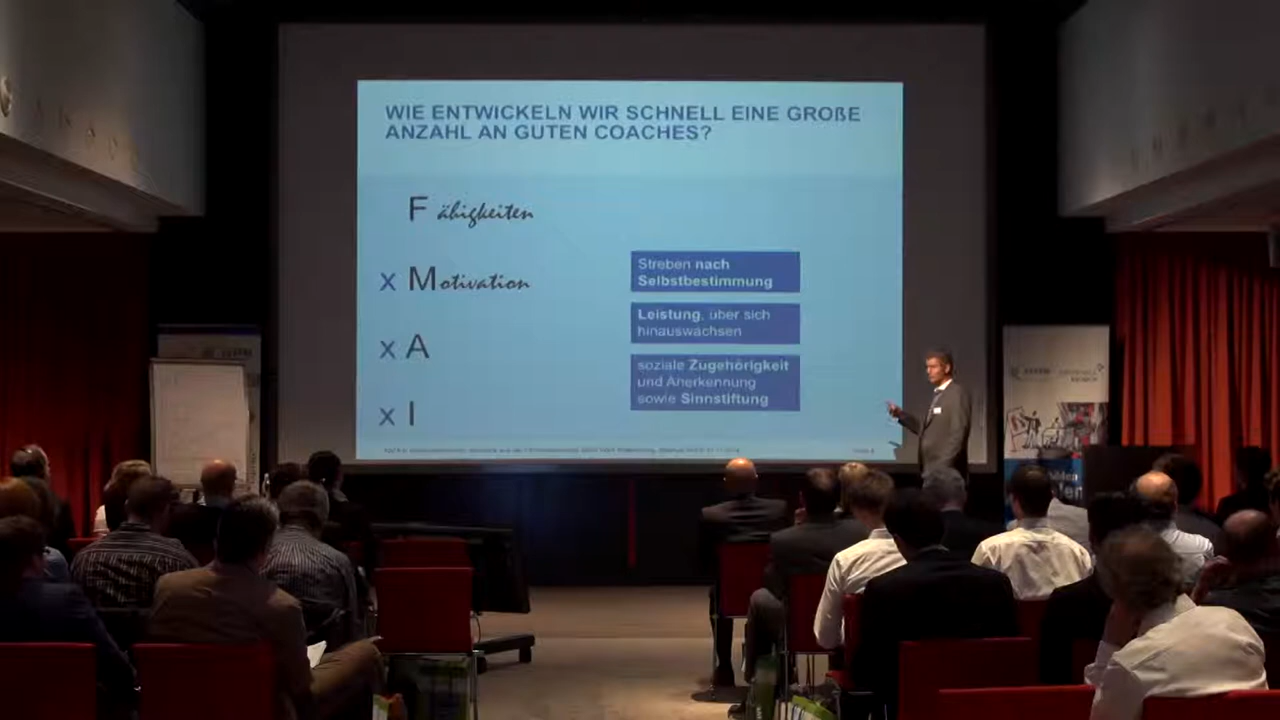 WIE ENTWICKELN WIR SCHNELL EINE GROßE
ANZAHL AN GUTEN COACHES?
Fähigkeiten
x Motivation
x A
x I
Streben nach
Selbstbestimmung
Leistung, über sich
hinauswachsen
soziale Zugehörigkeit
und Anerkennung
sowie Sinnstiftung